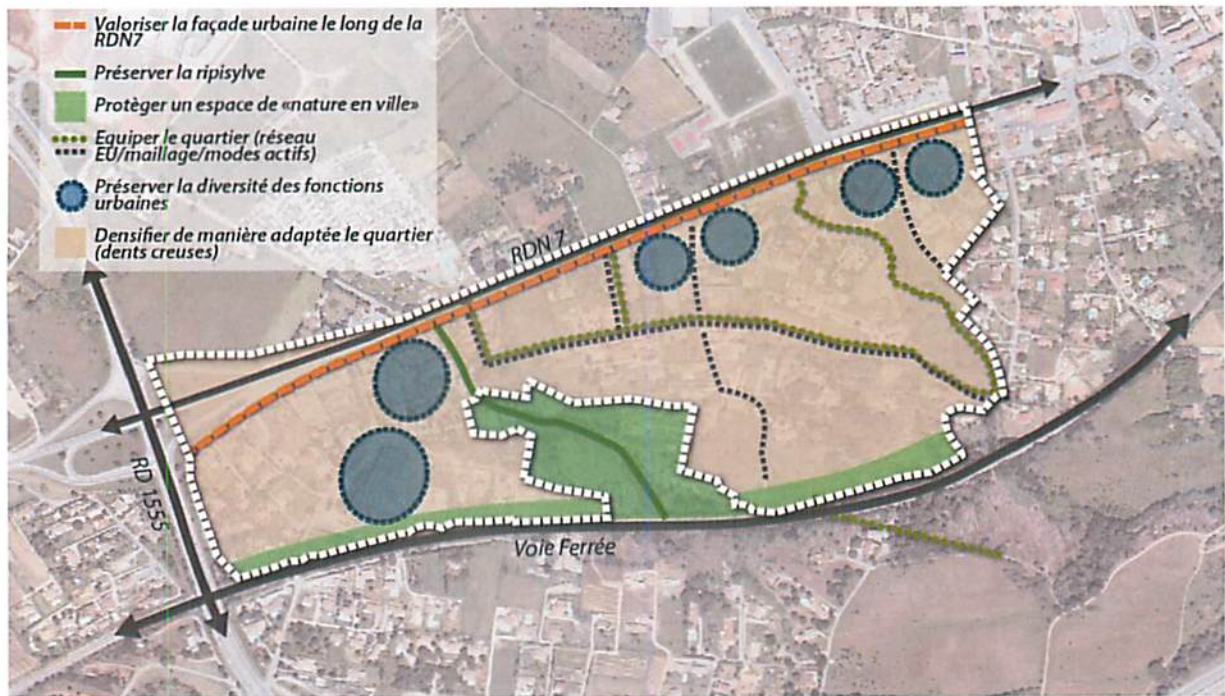 Valoriser la façade urbaine le long de la
RDN7
Préserver la ripisylve
Protèger un espace de «nature en ville»
Equiper le quartier (réseau
EU/maillage/modes actifs)
Préserver la diversité des fonctions
urbaines
Densifier de manière adaptée le quartier
(dents creuses)
RDN 7
RD 1555
Voie Ferrée